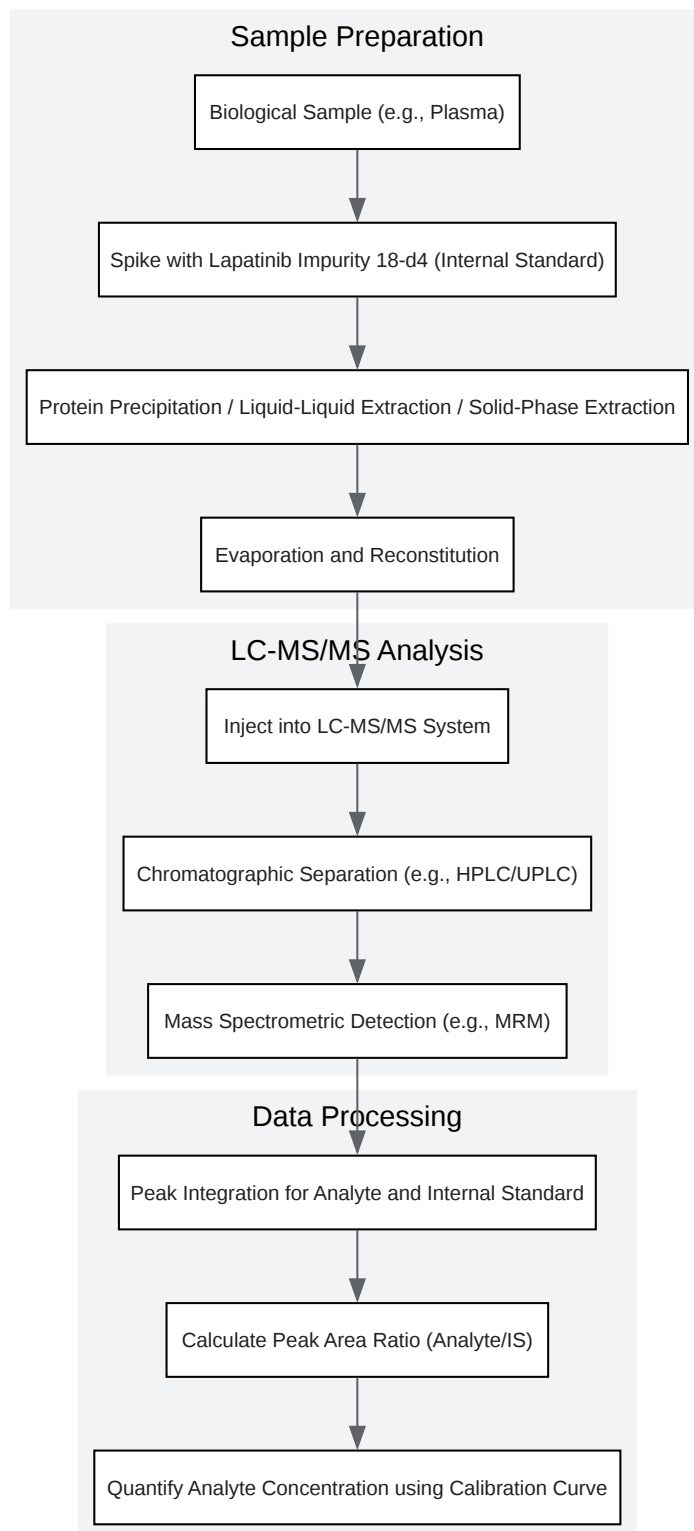 Sample Preparation
Biological Sample (e.g., Plasma)
Spike with Lapatinib Impurity 18-d4 (Internal Standard)
Protein Precipitation / Liquid-Liquid Extraction / Solid-Phase Extraction
Evaporation and Reconstitution
LC-MS/MS Analysis
Inject into LC-MS/MS System
Chromatographic Separation (e.g., HPLC/UPLC)
Mass Spectrometric Detection (e.g., MRM)
Data Processing
Peak Integration for Analyte and Internal Standard
Calculate Peak Area Ratio (Analyte/IS)
Quantify Analyte Concentration using Calibration Curve